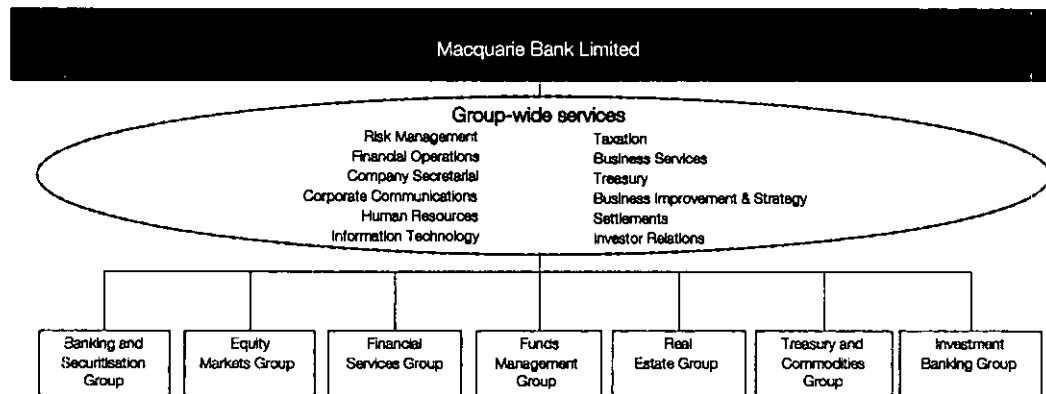 Macquarie Bank Limited
Group-wide services
Risk Management
Financial Operations
Company Secretarial
Corporate Communications
Human Resources
Information Technology
Taxation
Business Services
Treasury
Business Improvement & Strategy
Settlements
Investor Relations
Banking and
Securitisation
Group
Equity
Markets Group
Financial
Services Group
Funds
Management
Group
Real
Estate Group
Treasury and
Commodities
Group
Investment
Banking Group